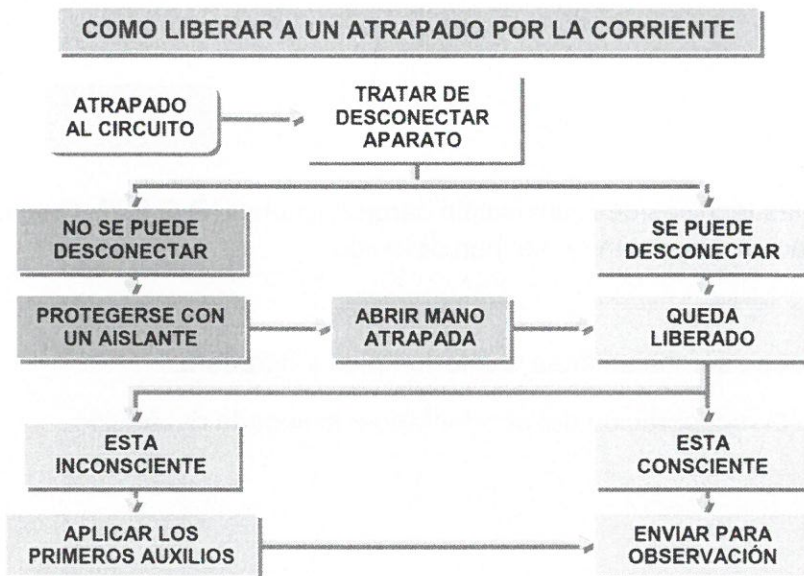 COMO LIBERAR A UN ATRAPADO POR LA CORRIENTE
ATRAPADO
AL CIRCUITO
TRATAR DE
DESCONECTAR
APARATO
NO SE PUEDE
DESCONECTAR
SE PUEDE
DESCONECTAR
PROTEGERSE CON
UN AISLANTE
ABRIR MANO
ATRAPADA
QUEDA
LIBERADO
ESTA
INCONSCIENTE
ESTA
CONSCIENTE
APLICAR LOS
PRIMEROS AUXILIOS
ENVIAR PARA
OBSERVACIÓN